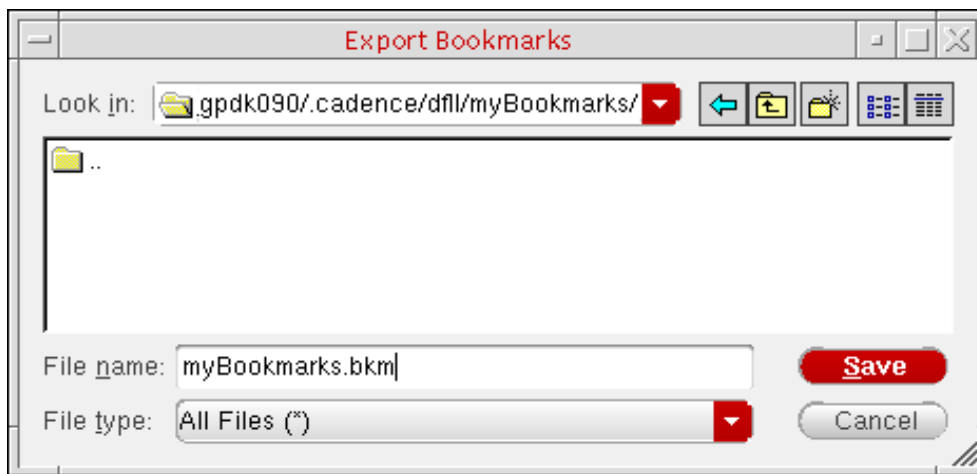 Export Bookmarks
Look in: .gpdk090/.cadence/dfII/myBookmarks/
..
File name: myBookmarks.bkm Save
File type: All Files (*) Cancel